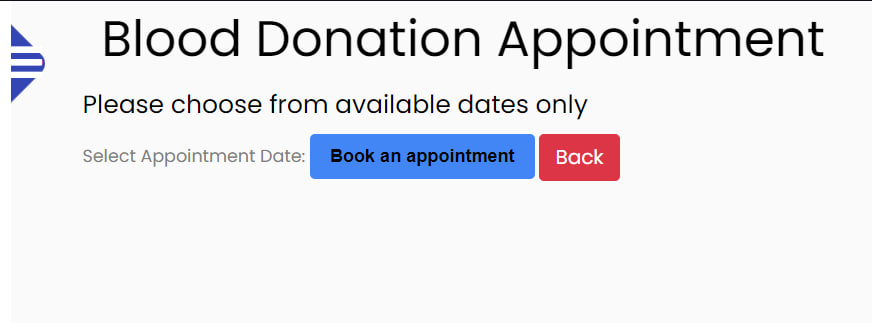 Blood Donation Appointment
Please choose from available dates only
Select Appointment Date: Book an appointment Back